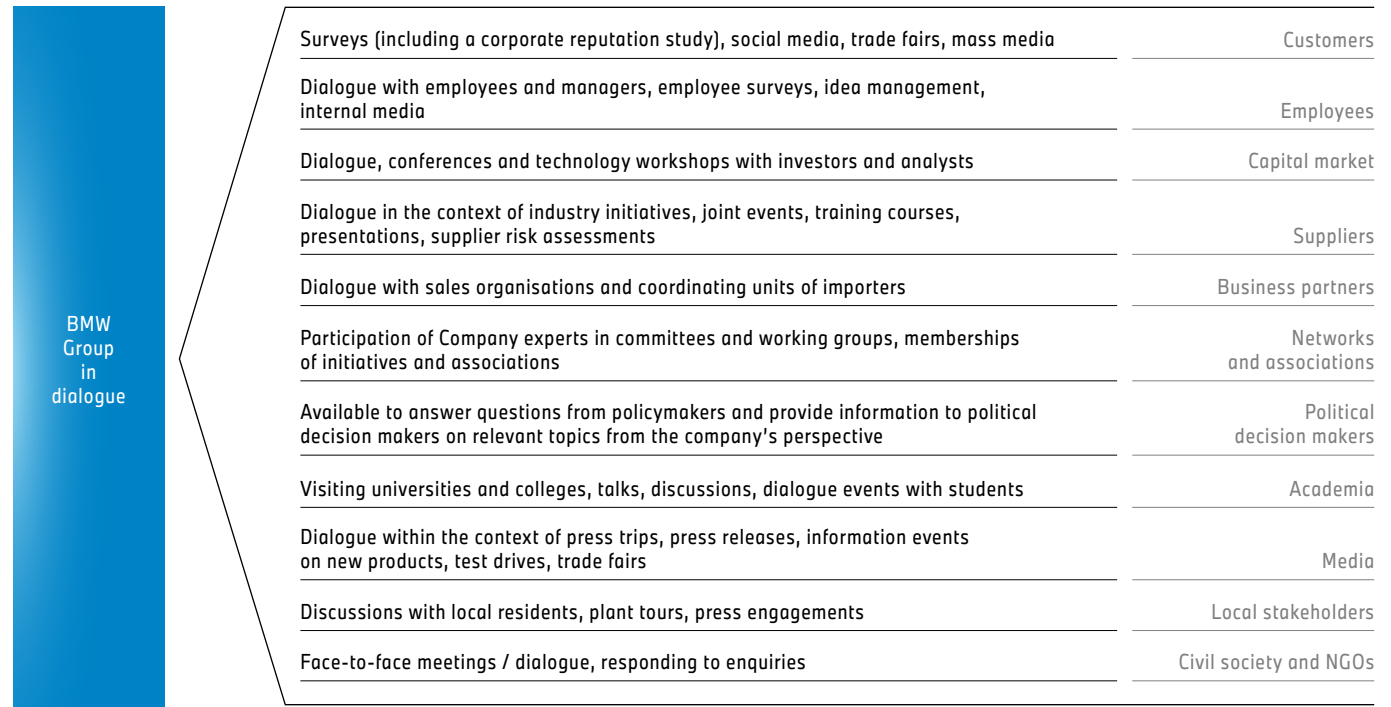 BMW
Group
in
dialogue
Surveys (including a corporate reputation study), social media, trade fairs, mass media
Customers
Dialogue with employees and managers, employee surveys, idea management,
internal media
Employees
Dialogue, conferences and technology workshops with investors and analysts
Capital market
Dialogue in the context of industry initiatives, joint events, training courses,
presentations, supplier risk assessments
Suppliers
Dialogue with sales organisations and coordinating units of importers
Business partners
Participation of Company experts in committees and working groups, memberships
of initiatives and associations
Networks
and associations
Available to answer questions from policymakers and provide information to political
decision makers on relevant topics from the company's perspective
Political
decision makers
Visiting universities and colleges, talks, discussions, dialogue events with students
Academia
Dialogue within the context of press trips, press releases, information events
on new products, test drives, trade fairs
Media
Discussions with local residents, plant tours, press engagements
Local stakeholders
Face-to-face meetings / dialogue, responding to enquiries
Civil society and NGOs